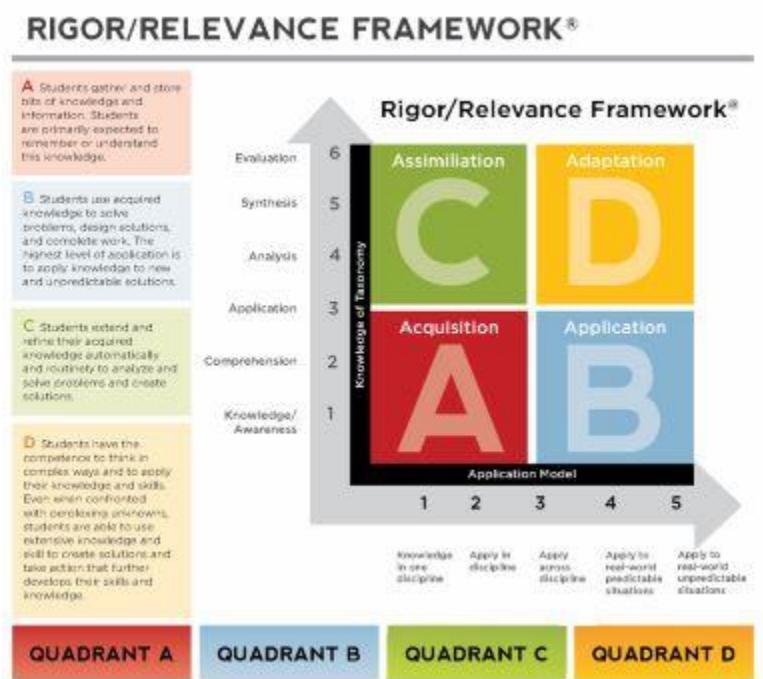 RIGOR/RELEVANCE FRAMEWORK®
A Students gather and store
bits of knowledge and
information. Students
are primarily expected to
remember or understand
this knowledge.
B Students use acquired
knowledge to solve
problems, design solutions,
and complete work. The
highest level of application is
to apply knowledge to new
and unpredictable solutions.
C Students extend and
refine their acquired
knowledge automatically
and routinely to analyze and
solve problems and create
solutions.
D Students have the
competence to think in
complex ways and to apply
their knowledge and skills.
Even when confronted
with perplexing unknowns,
students are able to use
extensive knowledge and
skill to create solutions and
take action that further
develops their skills and
knowledge.
Rigor/Relevance Framework®
Evaluation 6
Synthesis 5
Analysis 4
Application 3
Comprehension 2
Knowledge/
Awareness 1
Knowledge of Taxonomy
Assimiliation
C
Adaptation
D
Acquisition
A
Application
B
Application Model
1 2 3 4 5
Knowledge
in one
discipline
Apply in
discipline
Apply
across
discipline
Apply to
real-world
predictable
situations
Apply to
real-world
unpredictable
situations
QUADRANT A
QUADRANT B
QUADRANT C
QUADRANT D